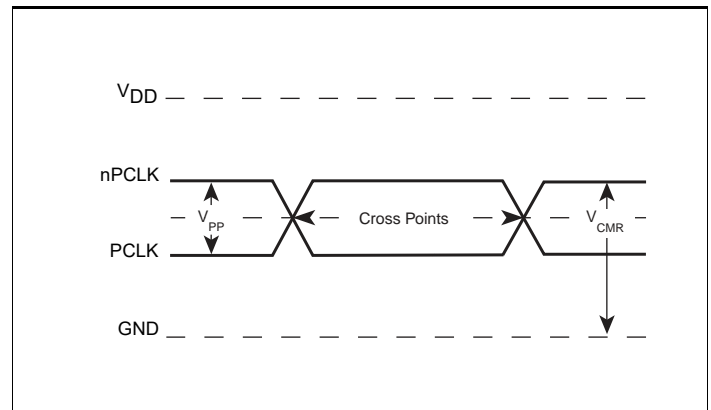 VDD
nPCLK
VPP
Cross Points
VCMR
PCLK
GND